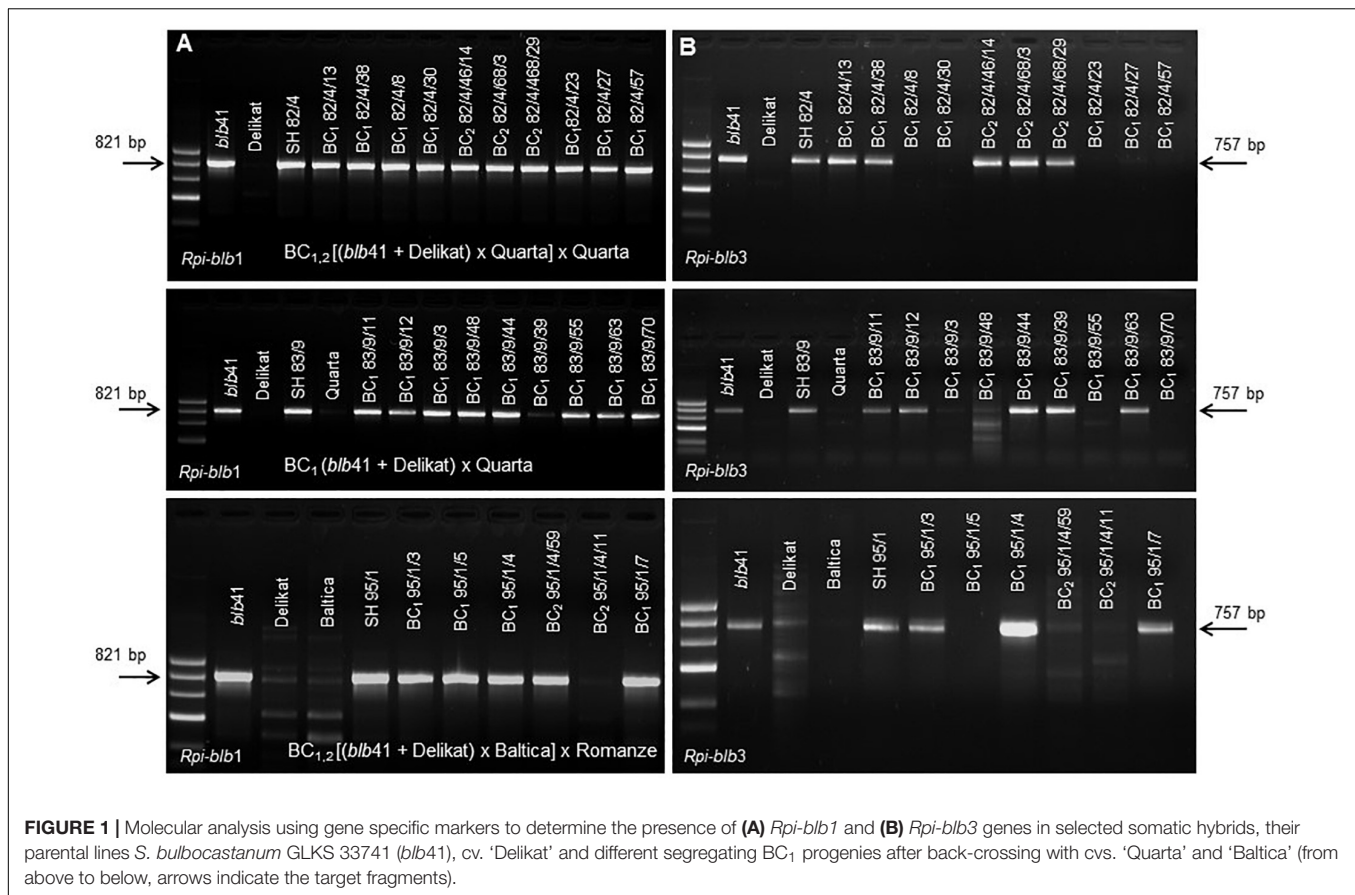 A
821 bp
blb41
Delikat
SH 82/4
BC₁ 82/4/13
BC₁ 82/4/38
BC₁ 82/4/8
BC₁ 82/4/30
BC₂ 82/4/46/14
BC₂ 82/4/68/3
BC₂ 82/4/468/29
BC₁82/4/23
BC₁ 82/4/27
BC₁ 82/4/57
Rpi-blb1
BC₁,₂ [(blb41 + Delikat) x Quarta] x Quarta
B
757 bp
blb41
Delikat
SH 82/4
BC₁ 82/4/13
BC₁ 82/4/38
BC₁ 82/4/8
BC₁ 82/4/30
BC₂ 82/4/46/14
BC₂ 82/4/68/3
BC₂ 82/4/68/29
BC₁ 82/4/23
BC₁ 82/4/27
BC₁ 82/4/57
Rpi-blb3
821 bp
blb41
Delikat
SH 83/9
Quarta
BC₁ 83/9/11
BC₁ 83/9/12
BC₁ 83/9/3
BC₁ 83/9/48
BC₁ 83/9/44
BC₁ 83/9/39
BC₁ 83/9/55
BC₁ 83/9/63
BC₁ 83/9/70
Rpi-blb1
BC₁ (blb41 + Delikat) x Quarta
757 bp
blb41
Delikat
SH 83/9
Quarta
BC₁ 83/9/11
BC₁ 83/9/12
BC₁ 83/9/3
BC₁ 83/9/48
BC₁ 83/9/44
BC₁ 83/9/39
BC₁ 83/9/55
BC₁ 83/9/63
BC₁ 83/9/70
Rpi-blb3
821 bp
blb41
Delikat
Baltica
SH 95/1
BC₁ 95/1/3
BC₁ 95/1/5
BC₁ 95/1/4
BC₂ 95/1/4/59
BC₂ 95/1/4/11
BC₁ 95/1/7
Rpi-blb1
BC₁,₂ [(blb41 + Delikat) x Baltica] x Romanze
757 bp
blb41
Delikat
Baltica
SH 95/1
BC₁ 95/1/3
BC₁ 95/1/5
BC₁ 95/1/4
BC₂ 95/1/4/59
BC₂ 95/1/4/11
BC₁ 95/1/7
Rpi-blb3
FIGURE 1 | Molecular analysis using gene specific markers to determine the presence of (A) Rpi-blb1 and (B) Rpi-blb3 genes in selected somatic hybrids, their
parental lines S. bulbocastanum GLKS 33741 (blb41), cv. 'Delikat' and different segregating BC₁ progenies after back-crossing with cvs. 'Quarta' and 'Baltica' (from
above to below, arrows indicate the target fragments).